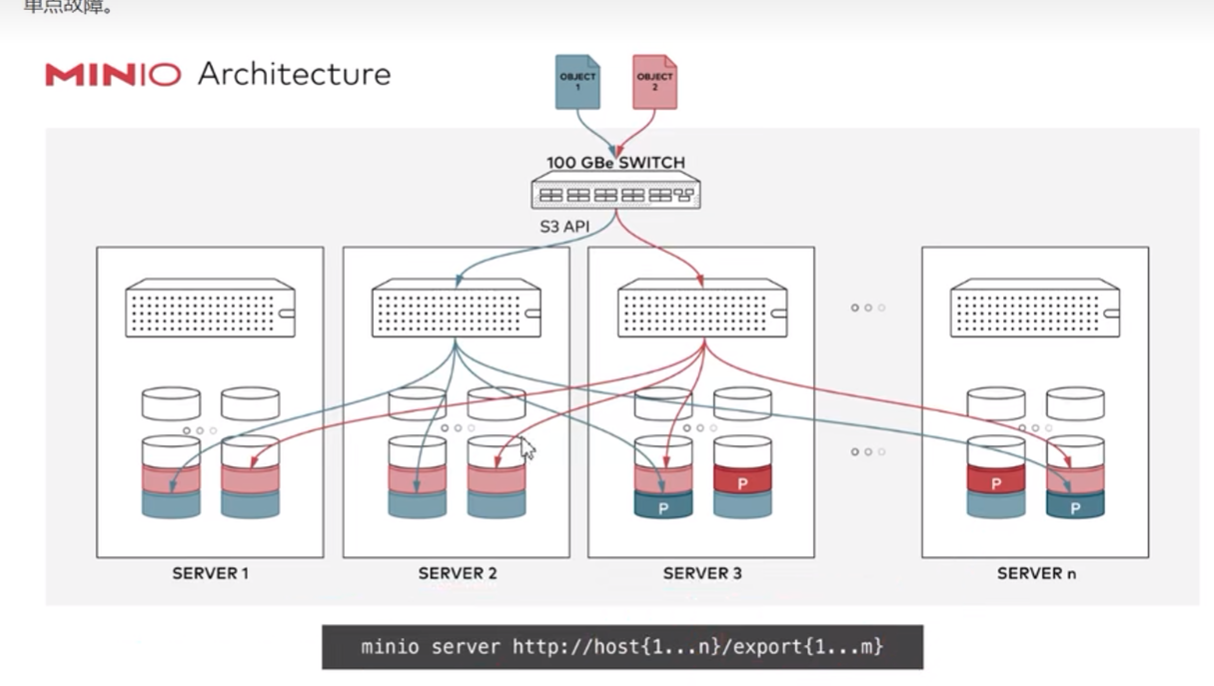 单点故障。
MINIO Architecture
OBJECT
1
OBJECT
2
100 GBe SWITCH
S3 API
P
P
P
P
SERVER 1
SERVER 2
SERVER 3
SERVER n
minio server http://host{1...n}/export{1...m}